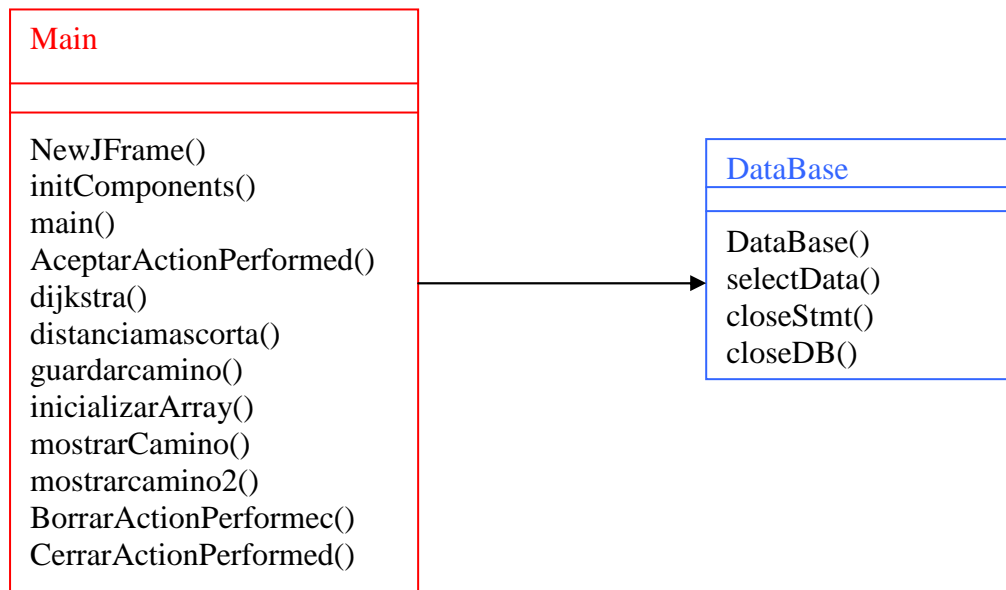 Main
NewJFrame()
initComponents()
main()
AceptarActionPerformed()
dijkstra()
distanciamascorta()
guardarcamino()
inicializarArray()
mostrarCamino()
mostrarcamino2()
BorrarActionPerformec()
CerrarActionPerformed()
DataBase
DataBase()
selectData()
closeStmt()
closeDB()